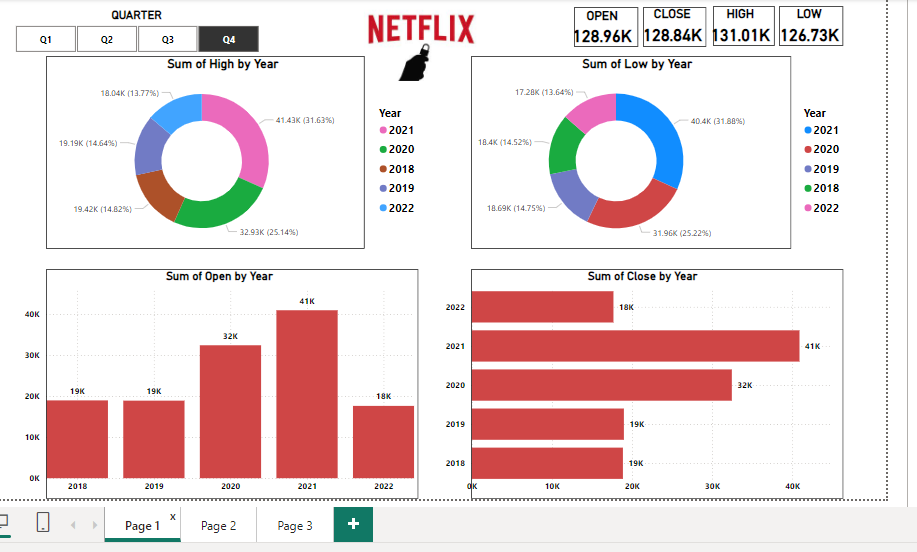 QUARTER
Q1 Q2 Q3 Q4
NETFLIX
OPEN CLOSE HIGH LOW
128.96K 128.84K 131.01K 126.73K
Sum of High by Year
18.04K (13.77%)
41.43K (31.63%)
19.19K (14.64%)
19.42K (14.82%)
32.93K (25.14%)
Year
2021
2020
2018
2019
2022
Sum of Low by Year
17.28K (13.64%)
40.4K (31.88%)
18.4K (14.52%)
18.69K (14.75%)
31.96K (25.22%)
Year
2021
2020
2019
2018
2022
Sum of Open by Year
40K
30K
20K
10K
0K
19K 19K 32K 41K 18K
2018 2019 2020 2021 2022
Sum of Close by Year
2022 18K
2021 41K
2020 32K
2019 19K
2018 19K
0K 10K 20K 30K 40K
Page 1 x Page 2 Page 3 +